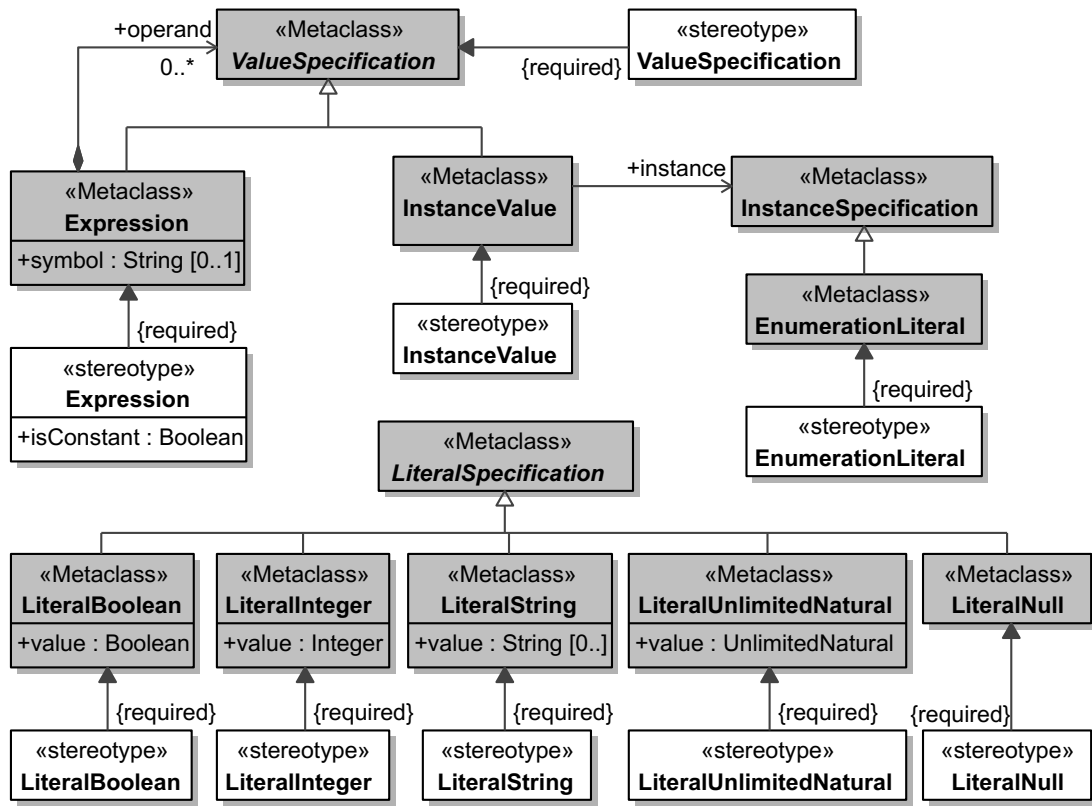 +operand
0..*
«Metaclass»
ValueSpecification
{required}
«stereotype»
ValueSpecification
«Metaclass»
Expression
+symbol : String [0..1]
«Metaclass»
InstanceValue
+instance
«Metaclass»
InstanceSpecification
{required}
«stereotype»
Expression
+isConstant : Boolean
{required}
«stereotype»
InstanceValue
«Metaclass»
EnumerationLiteral
{required}
«stereotype»
EnumerationLiteral
«Metaclass»
LiteralSpecification
«Metaclass»
LiteralBoolean
+value : Boolean
«Metaclass»
LiteralInteger
+value : Integer
«Metaclass»
LiteralString
+value : String [0..]
«Metaclass»
LiteralUnlimitedNatural
+value : UnlimitedNatural
«Metaclass»
LiteralNull
{required}
{required}
{required}
{required}
{required}
«stereotype»
LiteralBoolean
«stereotype»
LiteralInteger
«stereotype»
LiteralString
«stereotype»
LiteralUnlimitedNatural
«stereotype»
LiteralNull